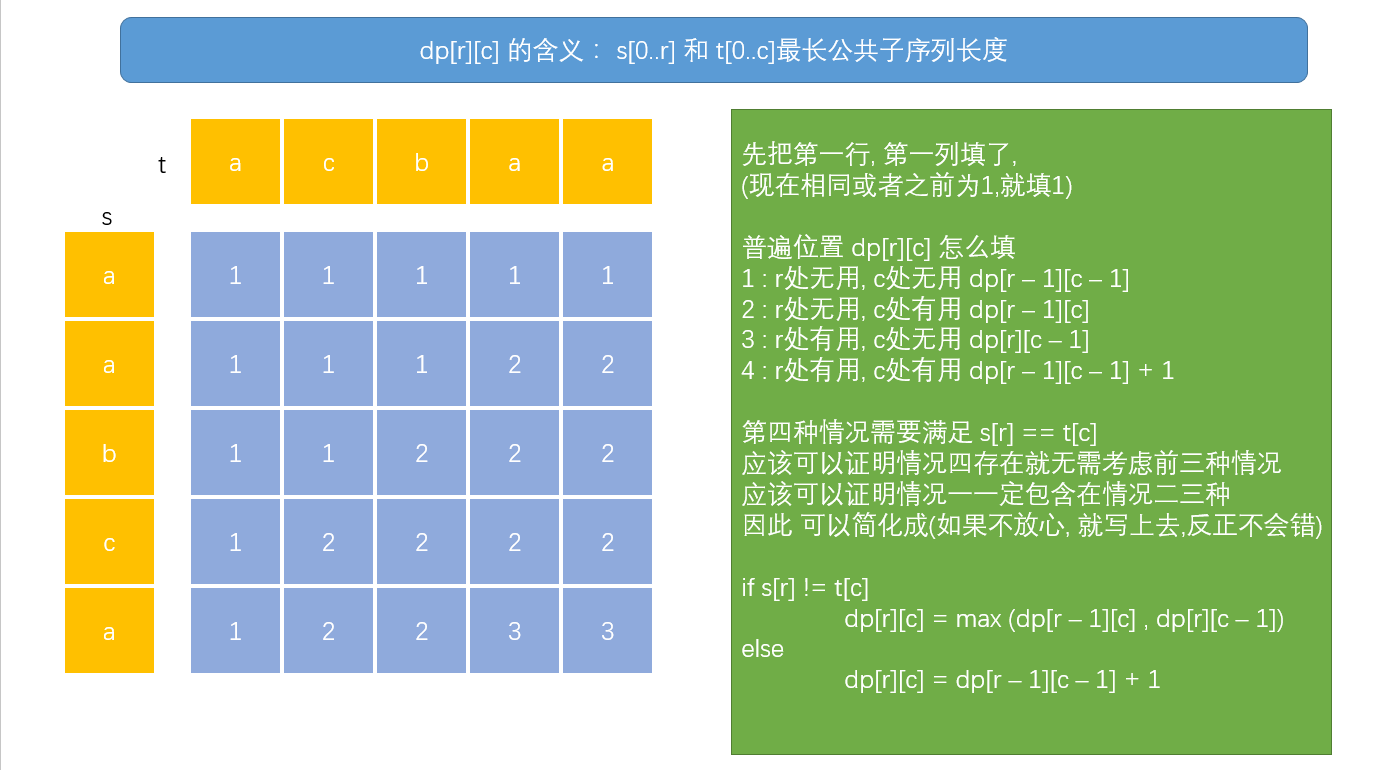 dp[r][c] 的含义： s[0..r] 和 t[0..c]最长公共子序列长度
t a c b a a
s
a 1 1 1 1 1
a 1 1 1 2 2
b 1 1 2 2 2
c 1 2 2 2 2
a 1 2 2 3 3
先把第一行, 第一列填了,
(现在相同或者之前为1,就填1)
普遍位置 dp[r][c] 怎么填
1 : r处无用, c处无用 dp[r – 1][c – 1]
2 : r处无用, c处有用 dp[r – 1][c]
3 : r处有用, c处无用 dp[r][c – 1]
4 : r处有用, c处有用 dp[r – 1][c – 1] + 1
第四种情况需要满足 s[r] == t[c]
应该可以证明情况四存在就无需考虑前三种情况
应该可以证明情况一一定包含在情况二三种
因此 可以简化成(如果不放心, 就写上去,反正不会错)
if s[r] != t[c]
dp[r][c] = max (dp[r – 1][c] , dp[r][c – 1])
else
dp[r][c] = dp[r – 1][c – 1] + 1